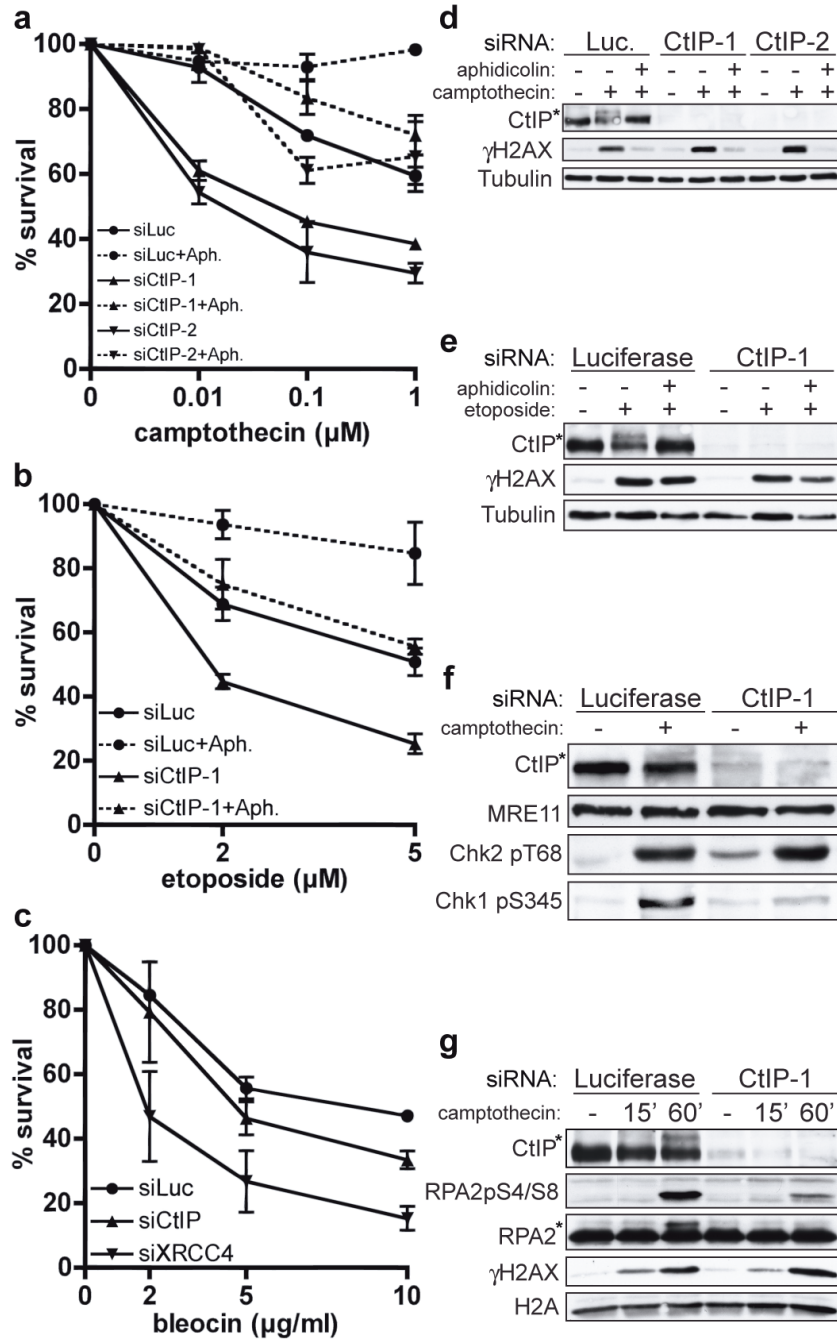 a
100
80
60
40
20
0
% survival
siLuc
siLuc+Aph.
siCtIP-1
siCtIP-1+Aph.
siCtIP-2
siCtIP-2+Aph.
0 0.01 0.1 1
camptothecin (μM)
b
100
80
60
40
20
0
% survival
siLuc
siLuc+Aph.
siCtIP-1
siCtIP-1+Aph.
0 2 5
etoposide (μM)
c
100
80
60
40
20
0
% survival
siLuc
siCtIP
siXRCC4
0 2 5 10
bleocin (μg/ml)
d
siRNA: Luc. CtIP-1 CtIP-2
aphidicolin: - - + - - + - - +
camptothecin: - + + - + + - + +
CtIP*
γH2AX
Tubulin
e
siRNA: Luciferase CtIP-1
aphidicolin: - - + - - +
etoposide: - + + - + +
CtIP*
γH2AX
Tubulin
f
siRNA: Luciferase CtIP-1
camptothecin: - + - +
CtIP*
MRE11
Chk2 pT68
Chk1 pS345
g
siRNA: Luciferase CtIP-1
camptothecin: - 15' 60' - 15' 60'
CtIP*
RPA2pS4/S8
RPA2*
γH2AX
H2A